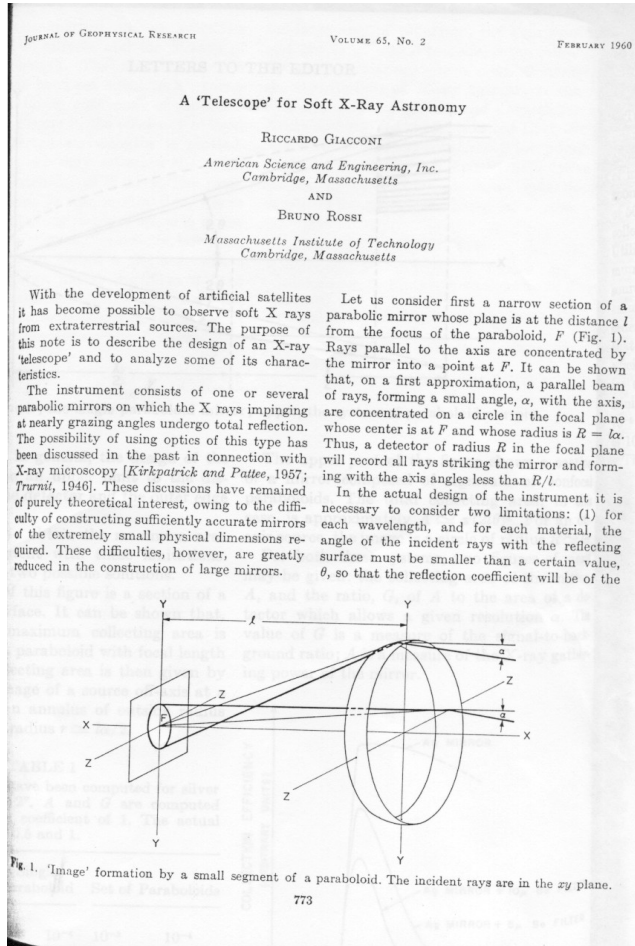 JOURNAL OF GEOPHYSICAL RESEARCH
VOLUME 65, No. 2
FEBRUARY 1960
A 'Telescope' for Soft X-Ray Astronomy
RICCARDO GIACCONI
American Science and Engineering, Inc.
Cambridge, Massachusetts
AND
BRUNO ROSSI
Massachusetts Institute of Technology
Cambridge, Massachusetts
With the development of artificial satellites
it has become possible to observe soft X rays
from extraterrestrial sources. The purpose of
this note is to describe the design of an X-ray
'telescope' and to analyze some of its charac-
teristics.
The instrument consists of one or several
parabolic mirrors on which the X rays impinging
at nearly grazing angles undergo total reflection.
The possibility of using optics of this type has
been discussed in the past in connection with
X-ray microscopy [Kirkpatrick and Pattee, 1957;
Trurnit, 1946]. These discussions have remained
of purely theoretical interest, owing to the diffi-
culty of constructing sufficiently accurate mirrors
of the extremely small physical dimensions re-
quired. These difficulties, however, are greatly
reduced in the construction of large mirrors.
Let us consider first a narrow section of a
parabolic mirror whose plane is at the distance l
from the focus of the paraboloid, F (Fig. 1).
Rays parallel to the axis are concentrated by
the mirror into a point at F. It can be shown
that, on a first approximation, a parallel beam
of rays, forming a small angle, α, with the axis,
are concentrated on a circle in the focal plane
whose center is at F and whose radius is R = lα.
Thus, a detector of radius R in the focal plane
will record all rays striking the mirror and form-
ing with the axis angles less than R/l.
In the actual design of the instrument it is
necessary to consider two limitations: (1) for
each wavelength, and for each material, the
angle of the incident rays with the reflecting
surface must be smaller than a certain value,
θ, so that the reflection coefficient will be of the
Y
l
Y
α
Z
Z
F
α
X
X
Z
Z
Y
Y
Fig. 1. 'Image' formation by a small segment of a paraboloid. The incident rays are in the xy plane.
773